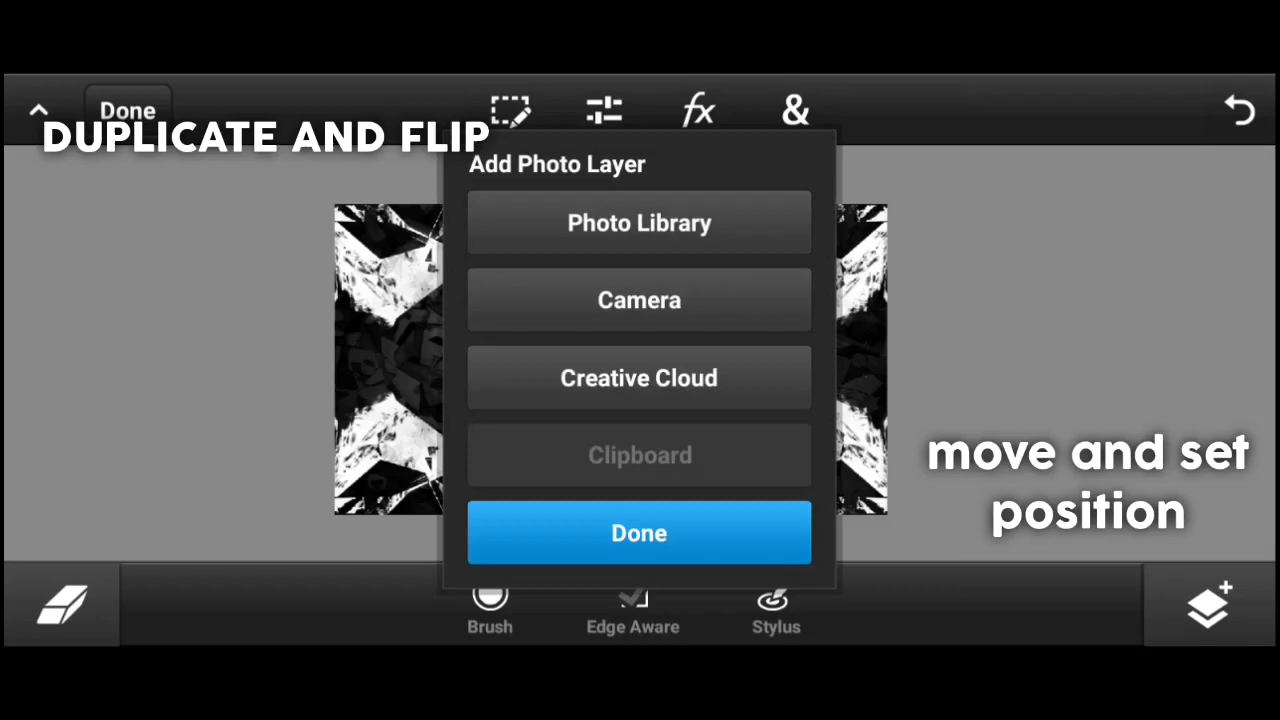 Done
fx
&
DUPLICATE AND FLIP
Add Photo Layer
Photo Library
Camera
Creative Cloud
Clipboard
Done
move and set
position
Brush
Edge Aware
Stylus